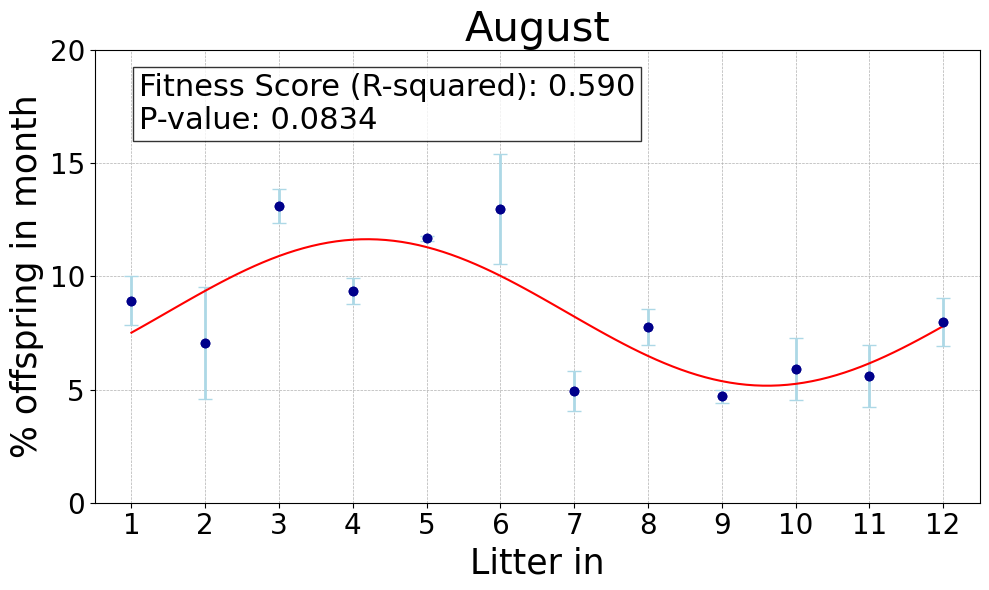 August
Fitness Score (R-squared): 0.590
P-value: 0.0834
% offspring in month
20
15
10
5
0
1 2 3 4 5 6 7 8 9 10 11 12
Litter in